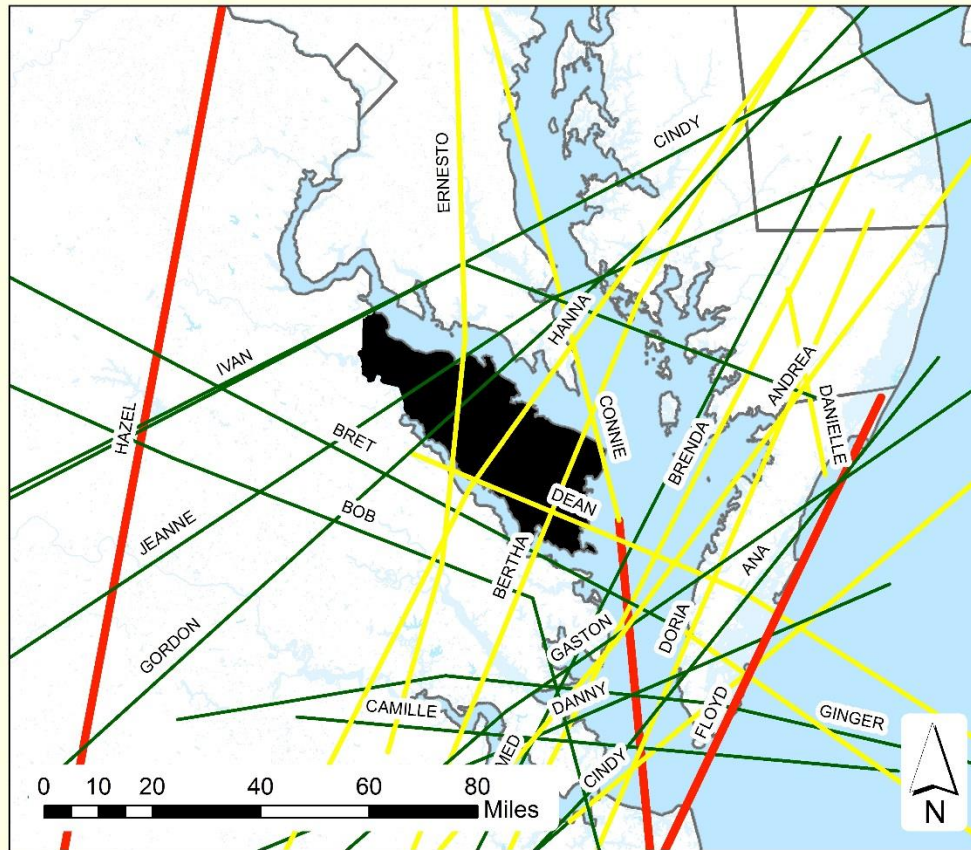 CINDY
ERNESTO
HANNA
IVAN
ANDREA
HAZEL
DANIELLE
CONNIE
BRENDA
BRET
DEAN
BOB
JEANNE
BERTHA
ANA
GORDON
GASTON
DORIA
DANNY
CAMILLE
FLOYD
GINGER
CINDY
0 10 20 40 60 80
Miles
N